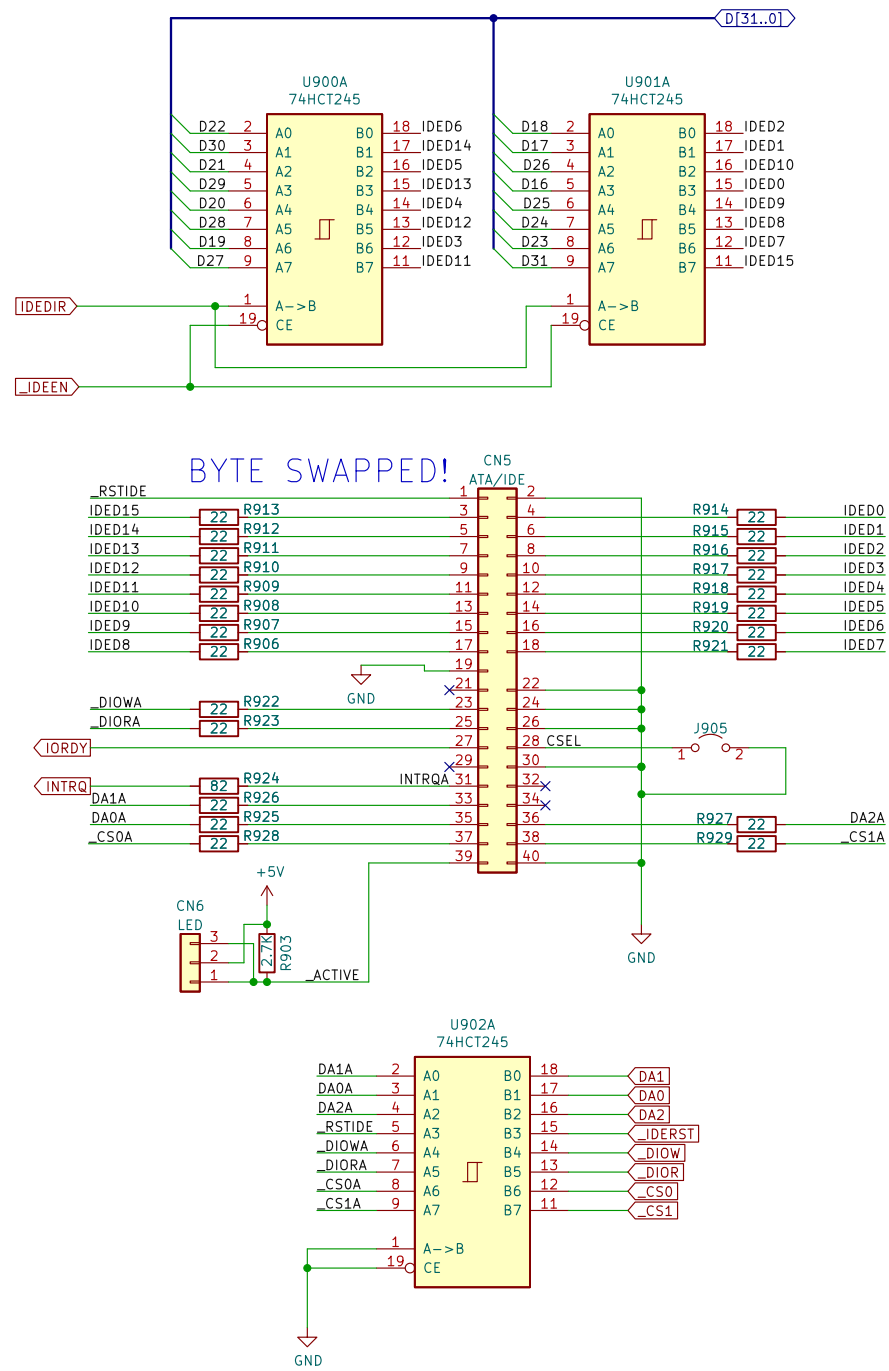 D[31..0]
U900A
74HCT245
U901A
74HCT245
D22 2 A0 B0 18 IDED6
D30 3 A1 B1 17 IDED14
D21 4 A2 B2 16 IDED5
D29 5 A3 B3 15 IDED13
D20 6 A4 B4 14 IDED4
D28 7 A5 B5 13 IDED12
D19 8 A6 B6 12 IDED3
D27 9 A7 B7 11 IDED11
D18 2 A0 B0 18 IDED2
D17 3 A1 B1 17 IDED1
D26 4 A2 B2 16 IDED10
D16 5 A3 B3 15 IDED0
D25 6 A4 B4 14 IDED9
D24 7 A5 B5 13 IDED8
D23 8 A6 B6 12 IDED7
D31 9 A7 B7 11 IDED15
IDEDIR 1 A->B
19 CE
1 A->B
19 CE
_IDEEN
BYTE SWAPPED!
CN5
ATA/IDE
_RSTIDE 1 2
IDED15 22 R913 3 4 R914 22 IDED0
IDED14 22 R912 5 6 R915 22 IDED1
IDED13 22 R911 7 8 R916 22 IDED2
IDED12 22 R910 9 10 R917 22 IDED3
IDED11 22 R909 11 12 R918 22 IDED4
IDED10 22 R908 13 14 R919 22 IDED5
IDED9 22 R907 15 16 R920 22 IDED6
IDED8 22 R906 17 18 R921 22 IDED7
19
GND
21 22
_DIOWA 22 R922 23 24
_DIORA 22 R923 25 26
IORDY 27 28 CSEL 1 J905 2
29 30
INTRQ 82 R924 INTRQA 31 32
DA1A 22 R926 33 34
DA0A 22 R925 35 36 R927 22 DA2A
_CS0A 22 R928 37 38 R929 22 _CS1A
39 40
+5V
CN6
LED
3
2
1
2.7K
R903
_ACTIVE
GND
U902A
74HCT245
DA1A 2 A0 B0 18 DA1
DA0A 3 A1 B1 17 DA0
DA2A 4 A2 B2 16 DA2
_RSTIDE 5 A3 B3 15 _IDERST
_DIOWA 6 A4 B4 14 _DIOW
_DIORA 7 A5 B5 13 _DIOR
_CS0A 8 A6 B6 12 _CS0
_CS1A 9 A7 B7 11 _CS1
1 A->B
19 CE
GND